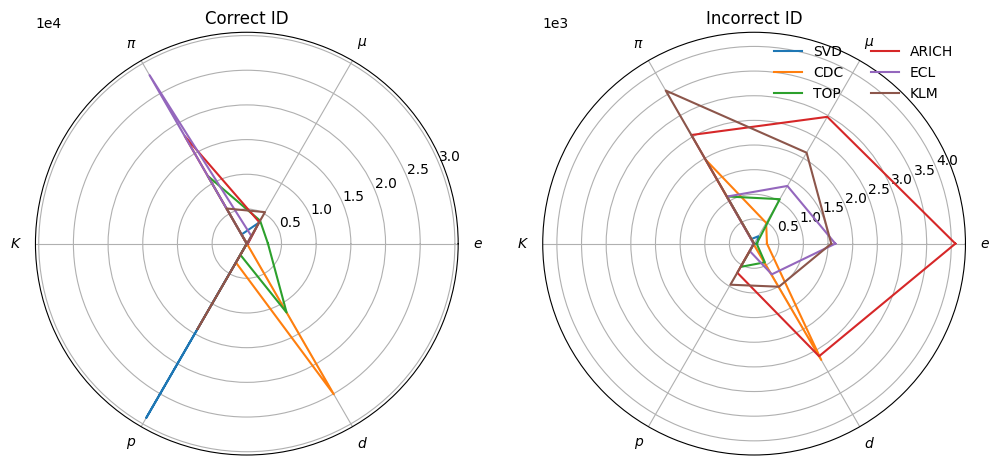 Correct ID
1e4
π
μ
K
e
p
d
0.5
1.0
1.5
2.0
2.5
3.0
Incorrect ID
1e3
π
μ
K
e
p
d
0.5
1.0
1.5
2.0
2.5
3.0
3.5
4.0
SVD
CDC
TOP
ARICH
ECL
KLM